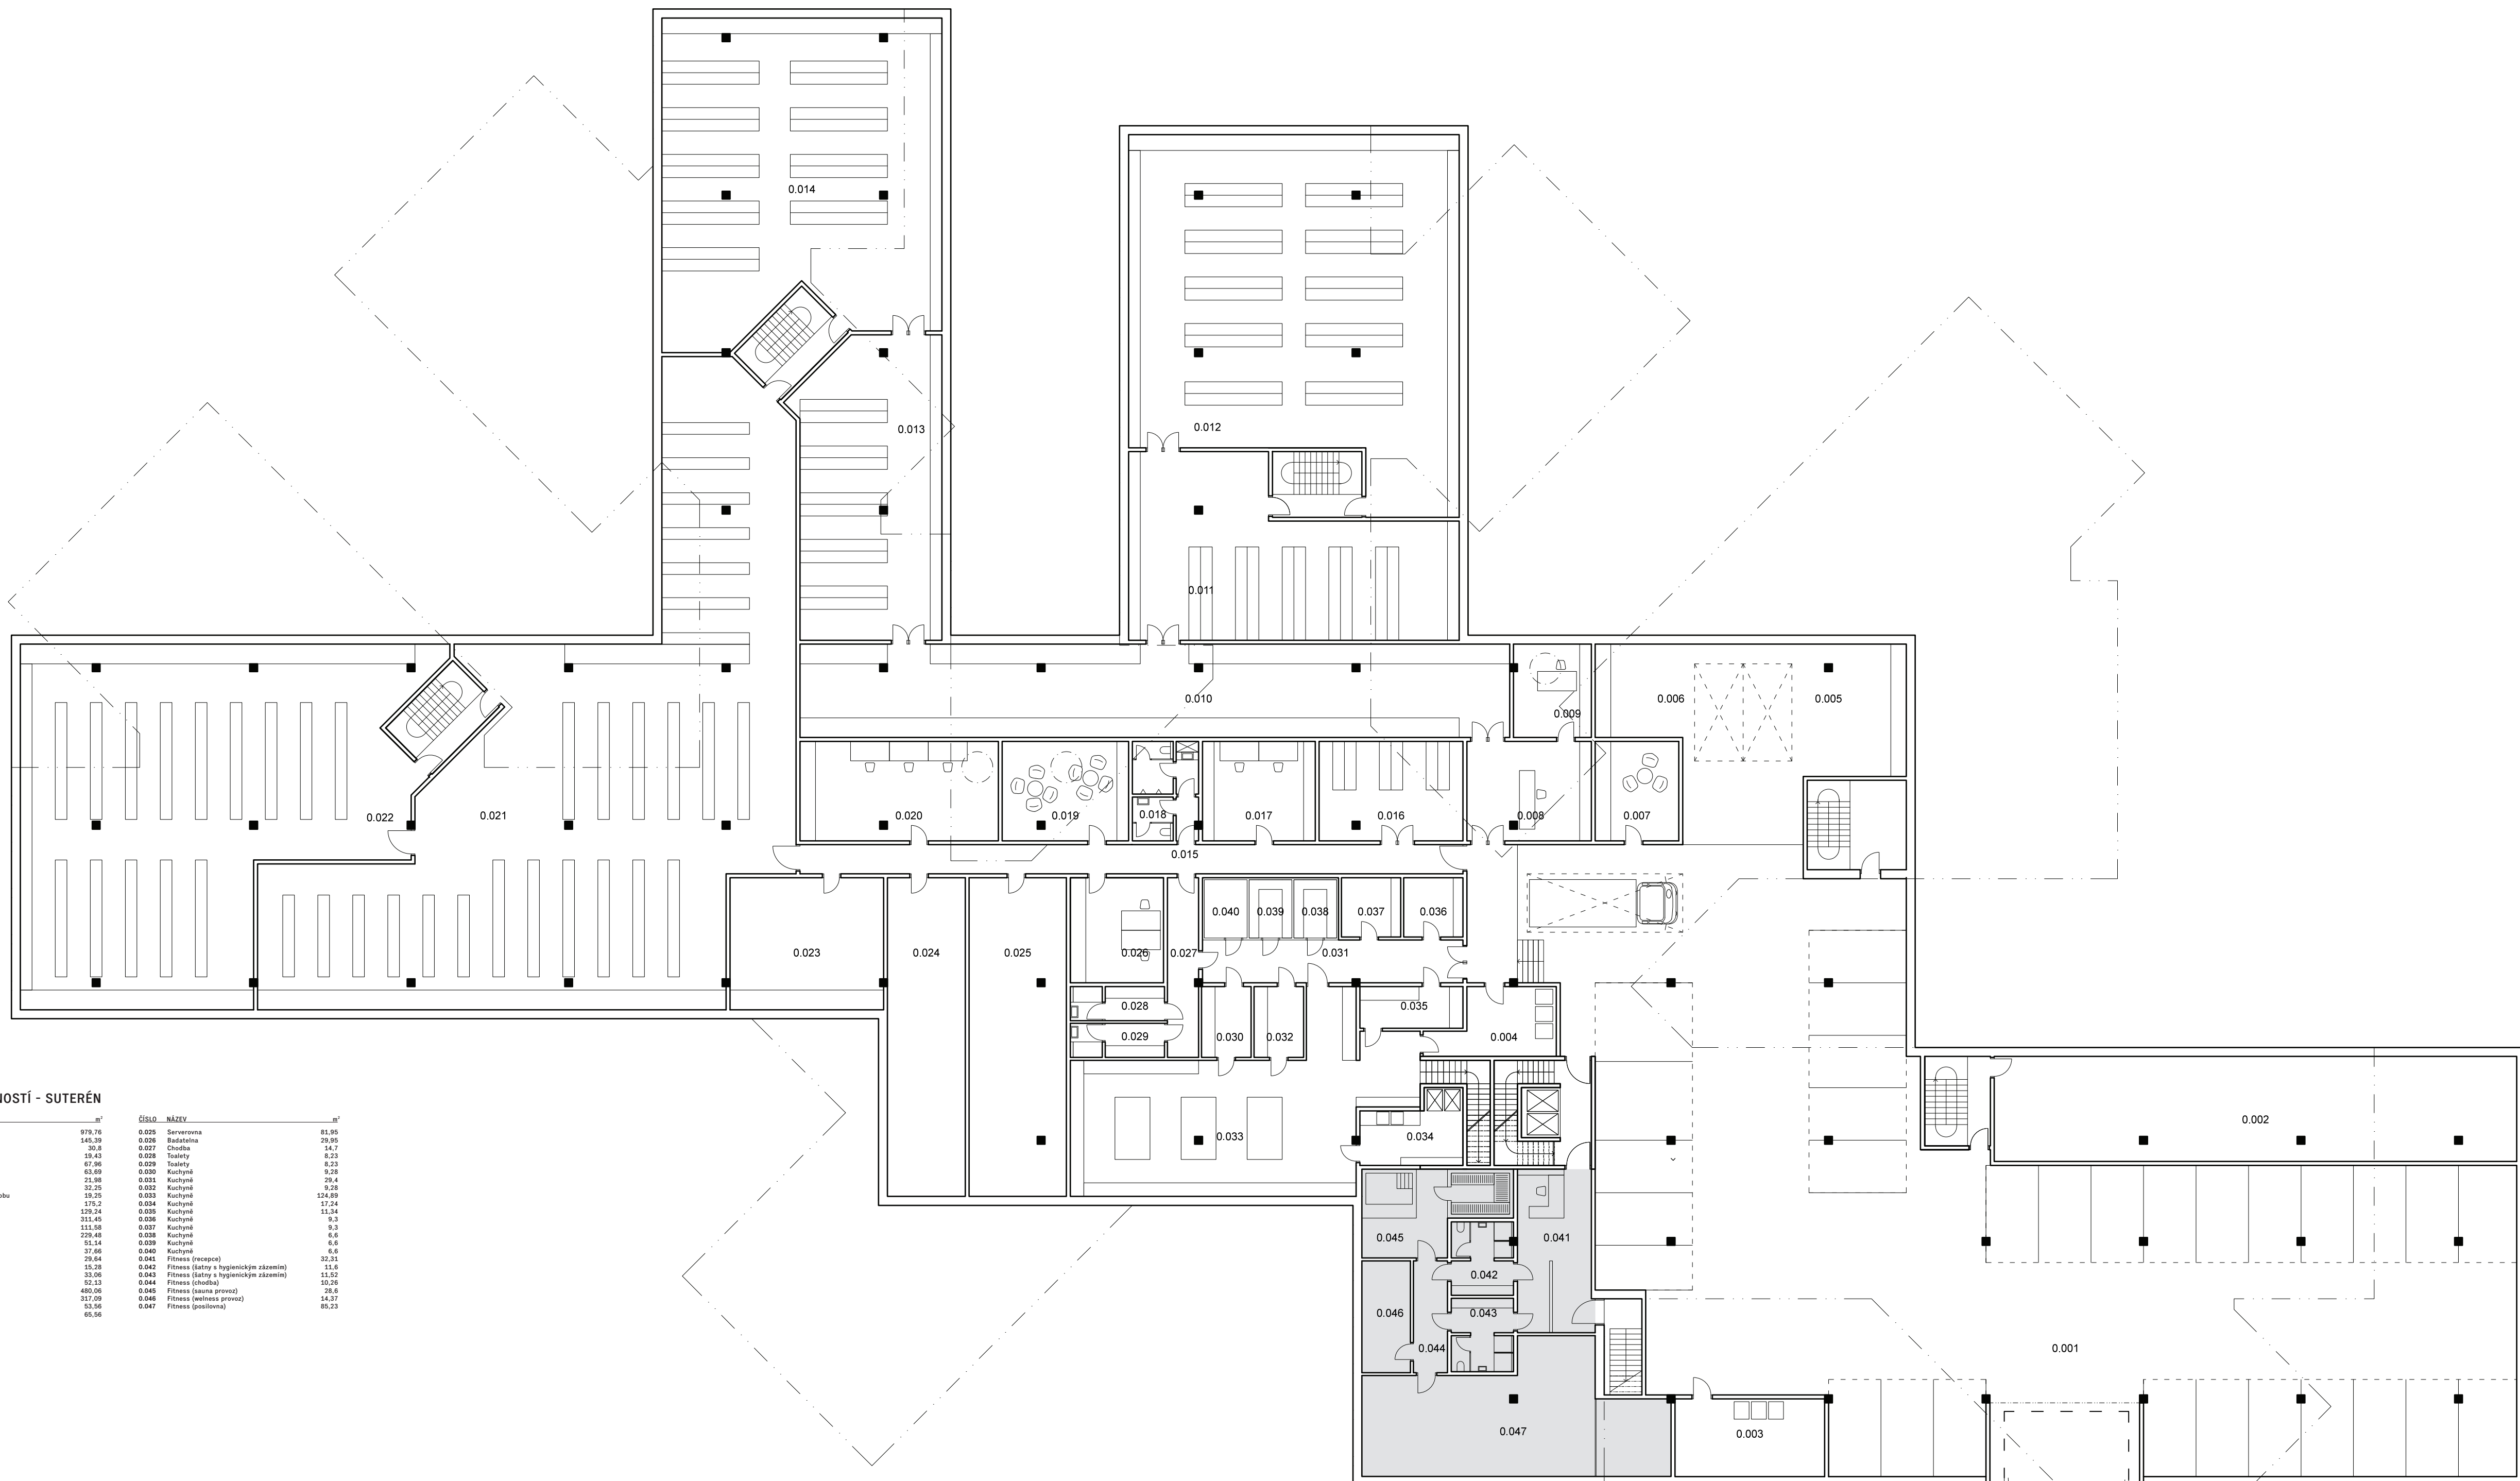 0.014
0.012
0.013
0.011
0.010
0.009
0.006
0.005
0.022
0.021
0.020
0.019
0.018
0.017
0.016
0.008
0.007
0.015
0.023
0.024
0.025
0.026
0.027
0.040
0.039
0.038
0.037
0.036
0.031
0.028
0.029
0.030
0.032
0.035
0.004
0.033
0.034
0.002
0.045
0.041
0.042
0.046
0.043
0.044
0.047
0.003
0.001
NOSTÍ - SUTERÉN
m²
979,76
145,39
30,8
19,43
67,96
63,69
21,98
32,25
obu 19,25
175,2
129,24
311,45
111,58
229,48
51,14
37,66
29,64
15,28
33,06
52,13
480,06
317,09
53,56
65,56
ČÍSLO NÁZEV m²
0.025 Serverovna 81,95
0.026 Badatelna 29,95
0.027 Chodba 14,7
0.028 Toalety 8,23
0.029 Toalety 8,23
0.030 Kuchyně 9,28
0.031 Kuchyně 29,4
0.032 Kuchyně 9,28
0.033 Kuchyně 124,89
0.034 Kuchyně 17,24
0.035 Kuchyně 11,34
0.036 Kuchyně 9,3
0.037 Kuchyně 9,3
0.038 Kuchyně 6,6
0.039 Kuchyně 6,6
0.040 Kuchyně 6,6
0.041 Fitness (recepce) 32,31
0.042 Fitness (šatny s hygienickým zázemím) 11,6
0.043 Fitness (šatny s hygienickým zázemím) 11,52
0.044 Fitness (chodba) 10,26
0.045 Fitness (sauna provoz) 28,6
0.046 Fitness (welness provoz) 14,37
0.047 Fitness (posilovna) 85,23